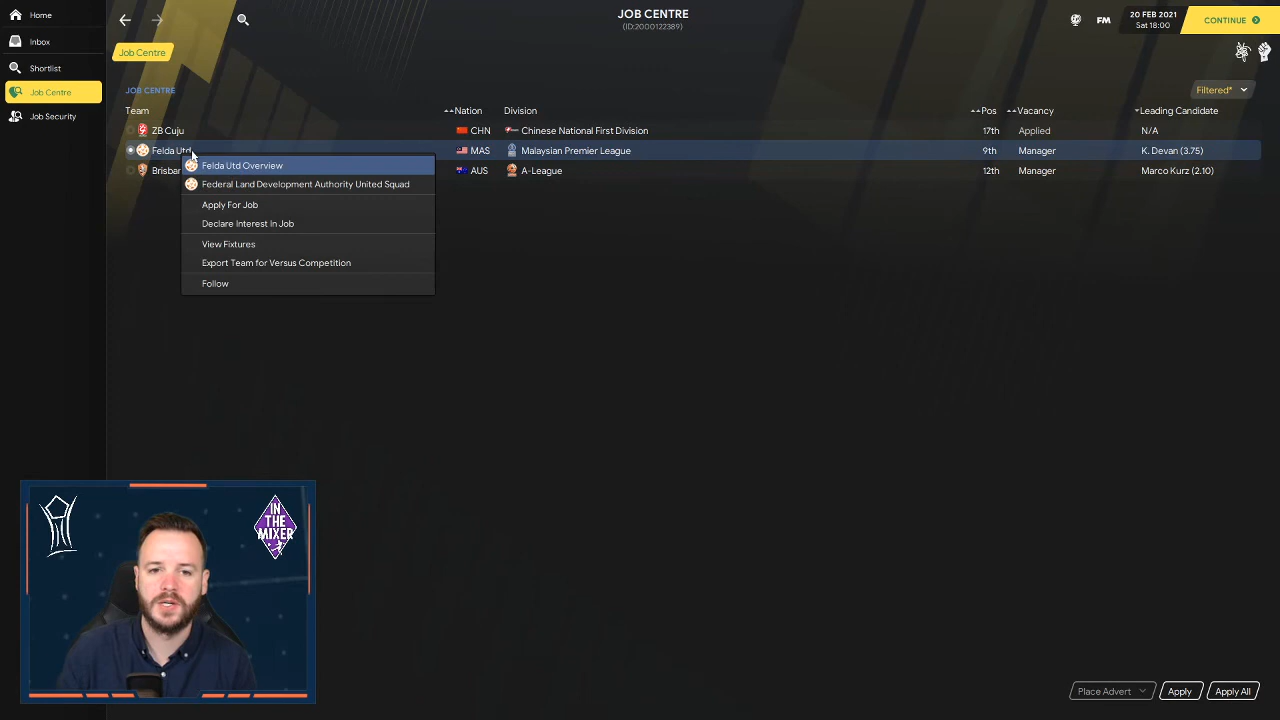 Home
Inbox
Shortlist
Job Centre
Job Security
JOB CENTRE
(ID:2000122389)
FM
20 FEB 2021
Sat 18:00
CONTINUE
Job Centre
JOB CENTRE
Filtered*
Team Nation Division Pos Vacancy Leading Candidate
ZB Cuju CHN Chinese National First Division 17th Applied N/A
Felda Utd MAS Malaysian Premier League 9th Manager K. Devan (3.75)
Brisbar AUS A-League 12th Manager Marco Kurz (2.10)
Felda Utd Overview
Federal Land Development Authority United Squad
Apply For Job
Declare Interest In Job
View Fixtures
Export Team for Versus Competition
Follow
IN
THE
MIXER
Place Advert Apply Apply All